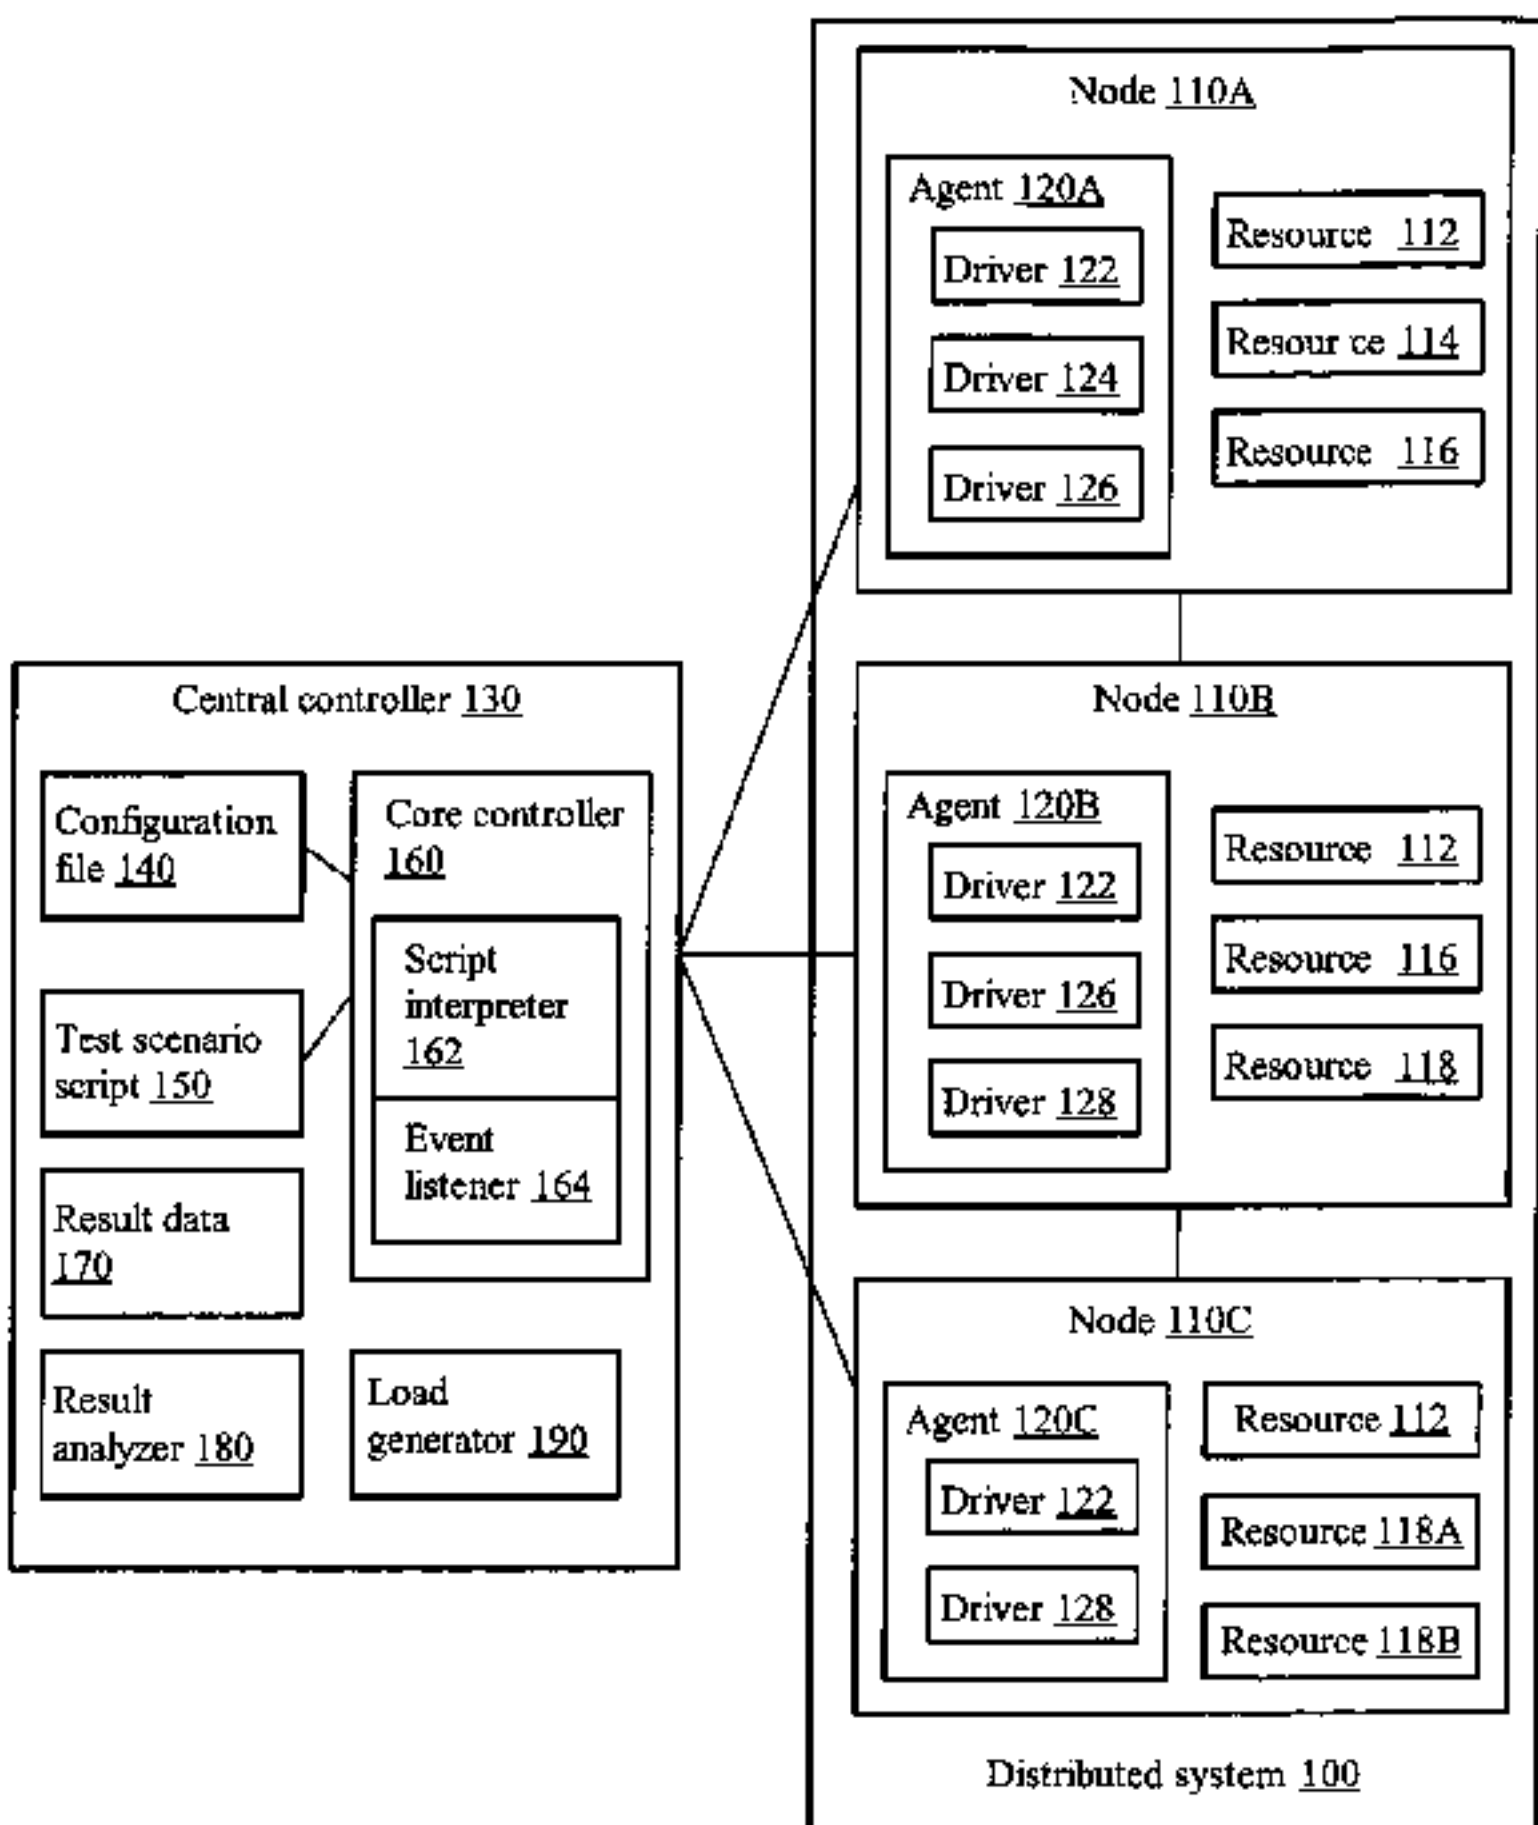 Node 110A
Agent 120A
Driver 122
Driver 124
Driver 126
Resource 112
Resource 114
Resource 116
Central controller 130
Configuration
file 140
Test scenario
script 150
Result data
170
Result
analyzer 180
Core controller
160
Script
interpreter
162
Event
listener 164
Load
generator 190
Node 110B
Agent 120B
Driver 122
Driver 126
Driver 128
Resource 112
Resource 116
Resource 118
Node 110C
Agent 120C
Driver 122
Driver 128
Resource 112
Resource 118A
Resource 118B
Distributed system 100